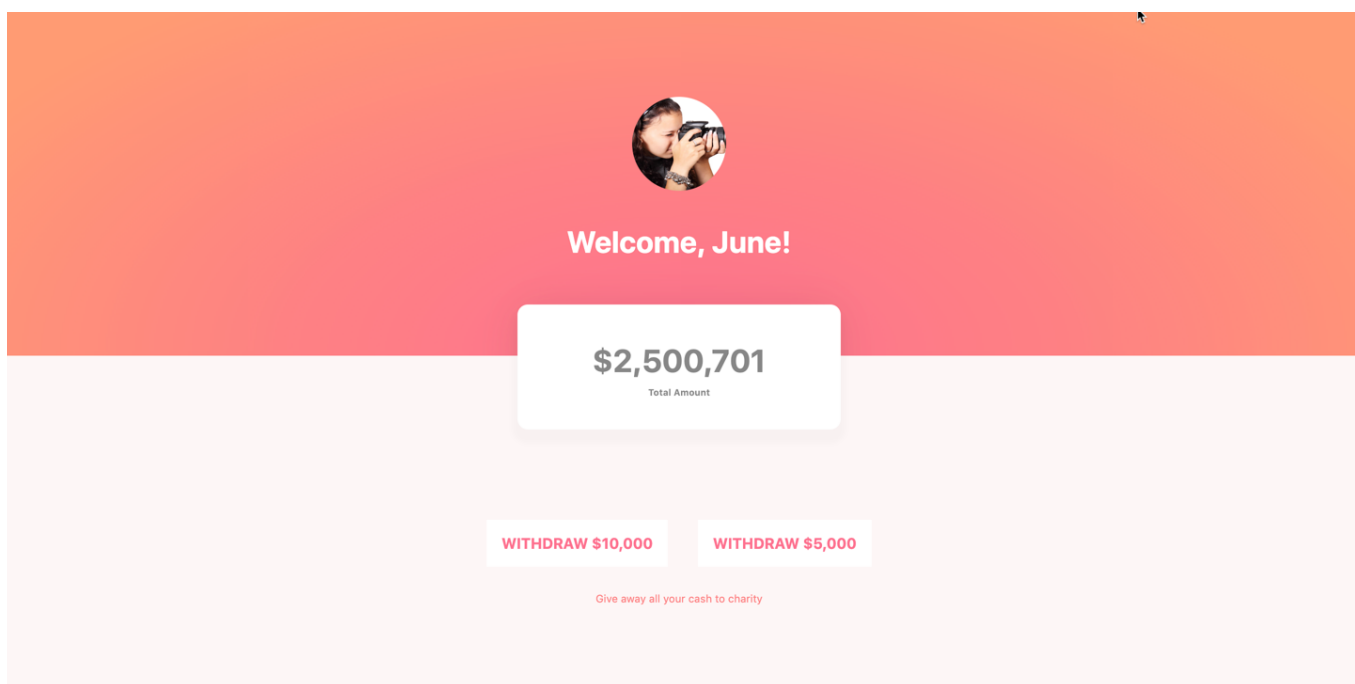 Welcome, June!
$2,500,701
Total Amount
WITHDRAW $10,000 WITHDRAW $5,000
Give away all your cash to charity